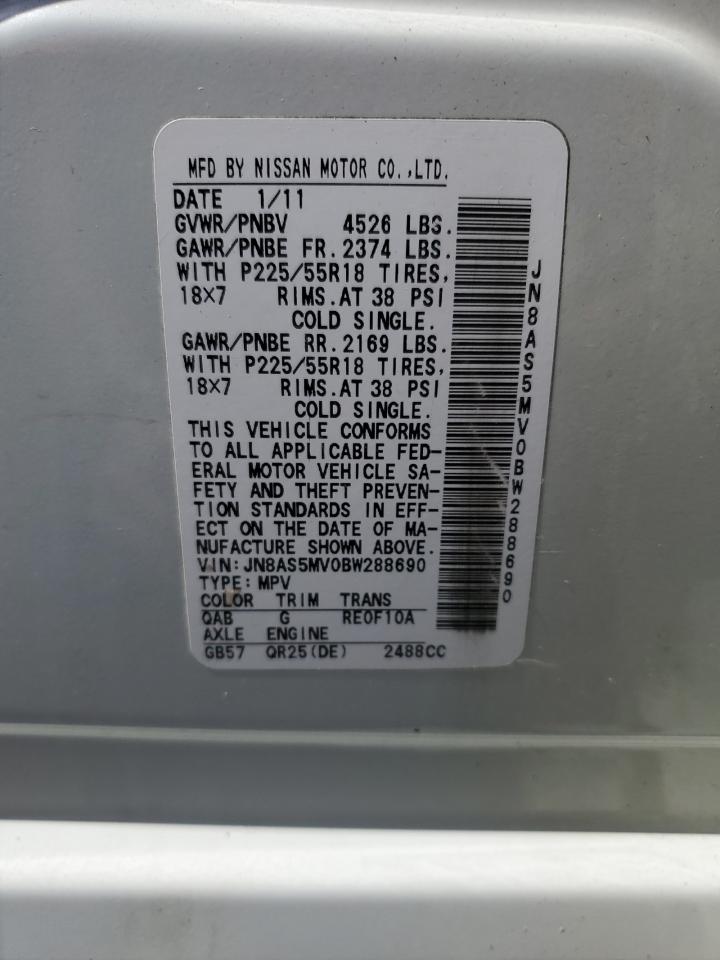 MFD BY NISSAN MOTOR CO.,LTD.
DATE 1/11
GVWR/PNBV 4526 LBS.
GAWR/PNBE FR. 2374 LBS.
WITH P225/55R18 TIRES,
18X7 RIMS. AT 38 PSI
COLD SINGLE.
GAWR/PNBE RR. 2169 LBS.
WITH P225/55R18 TIRES,
18X7 RIMS. AT 38 PSI
COLD SINGLE.
THIS VEHICLE CONFORMS
TO ALL APPLICABLE FED-
ERAL MOTOR VEHICLE SA-
FETY AND THEFT PREVEN-
TION STANDARDS IN EFF-
ECT ON THE DATE OF MA-
NUFACTURE SHOWN ABOVE.
VIN: JN8AS5MV0BW288690
TYPE: MPV
COLOR TRIM TRANS
QAB G RE0F10A
AXLE ENGINE
GB57 QR25(DE) 2488CC
JN8AS5MV0BW288690